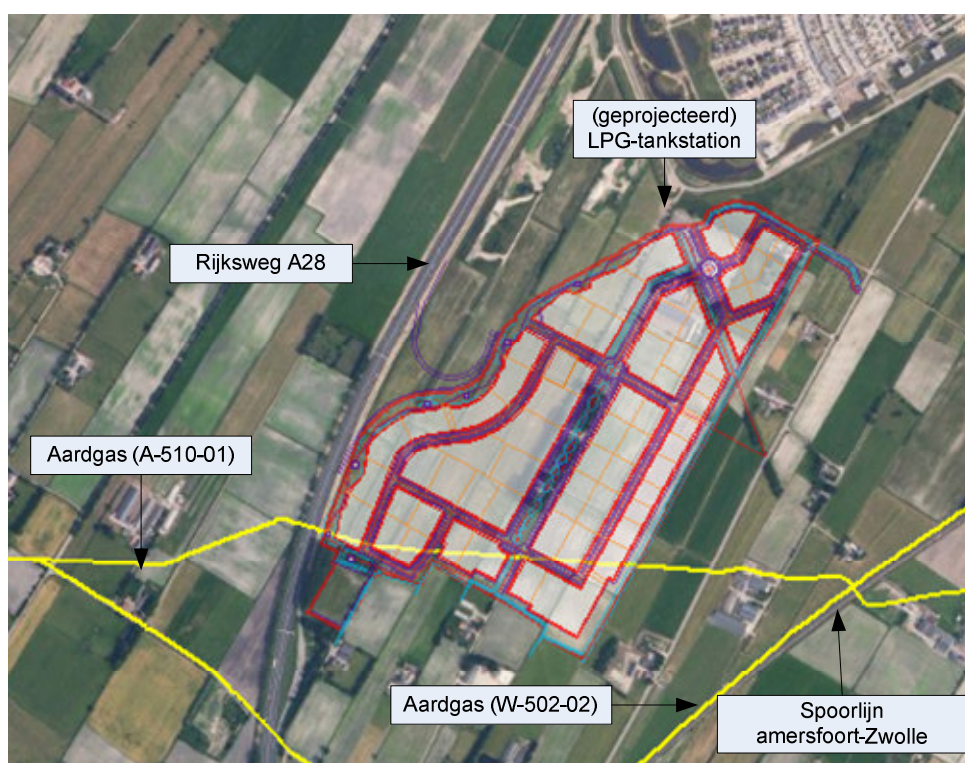 (geprojecteerd)
LPG-tankstation
Rijksweg A28
Aardgas (A-510-01)
Aardgas (W-502-02)
Spoorlijn
amersfoort-Zwolle